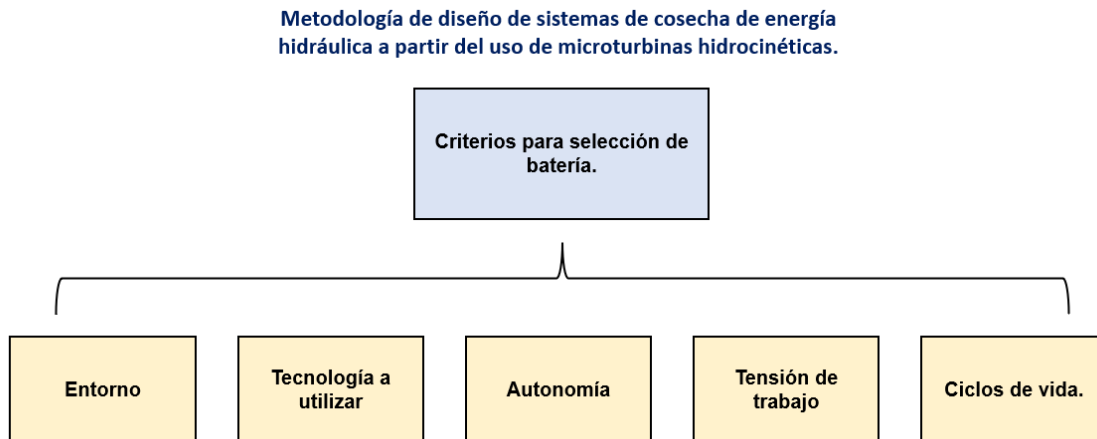 Metodología de diseño de sistemas de cosecha de energía
hidráulica a partir del uso de microturbinas hidrocinéticas.
Criterios para selección de
batería.
Entorno
Tecnología a
utilizar
Autonomía
Tensión de
trabajo
Ciclos de vida.